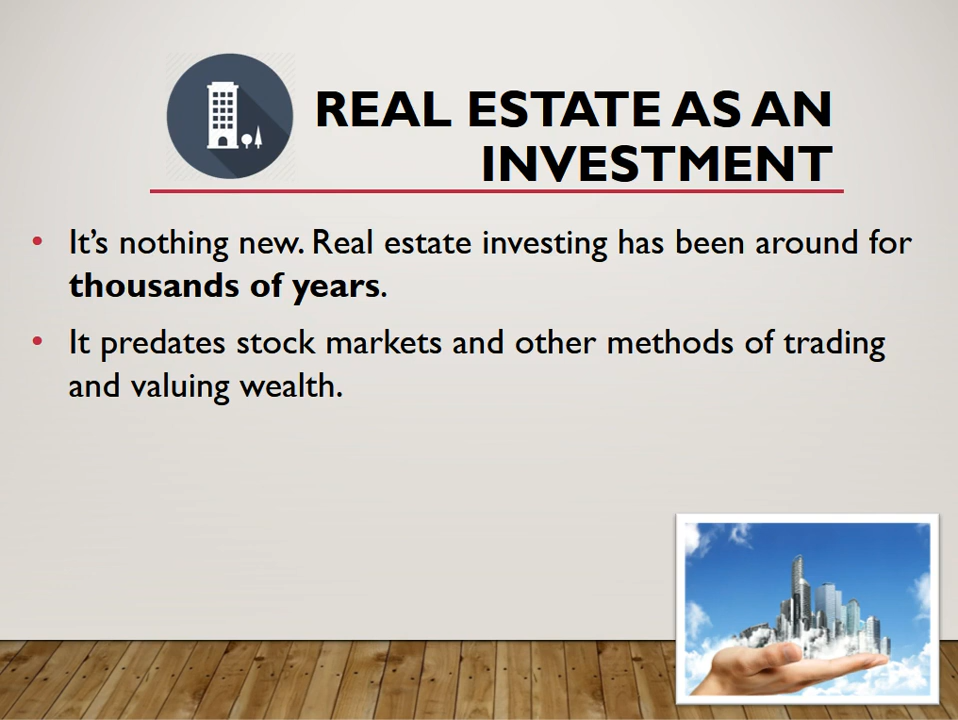 REAL ESTATE AS AN
INVESTMENT
• It’s nothing new. Real estate investing has been around for
thousands of years.
• It predates stock markets and other methods of trading
and valuing wealth.